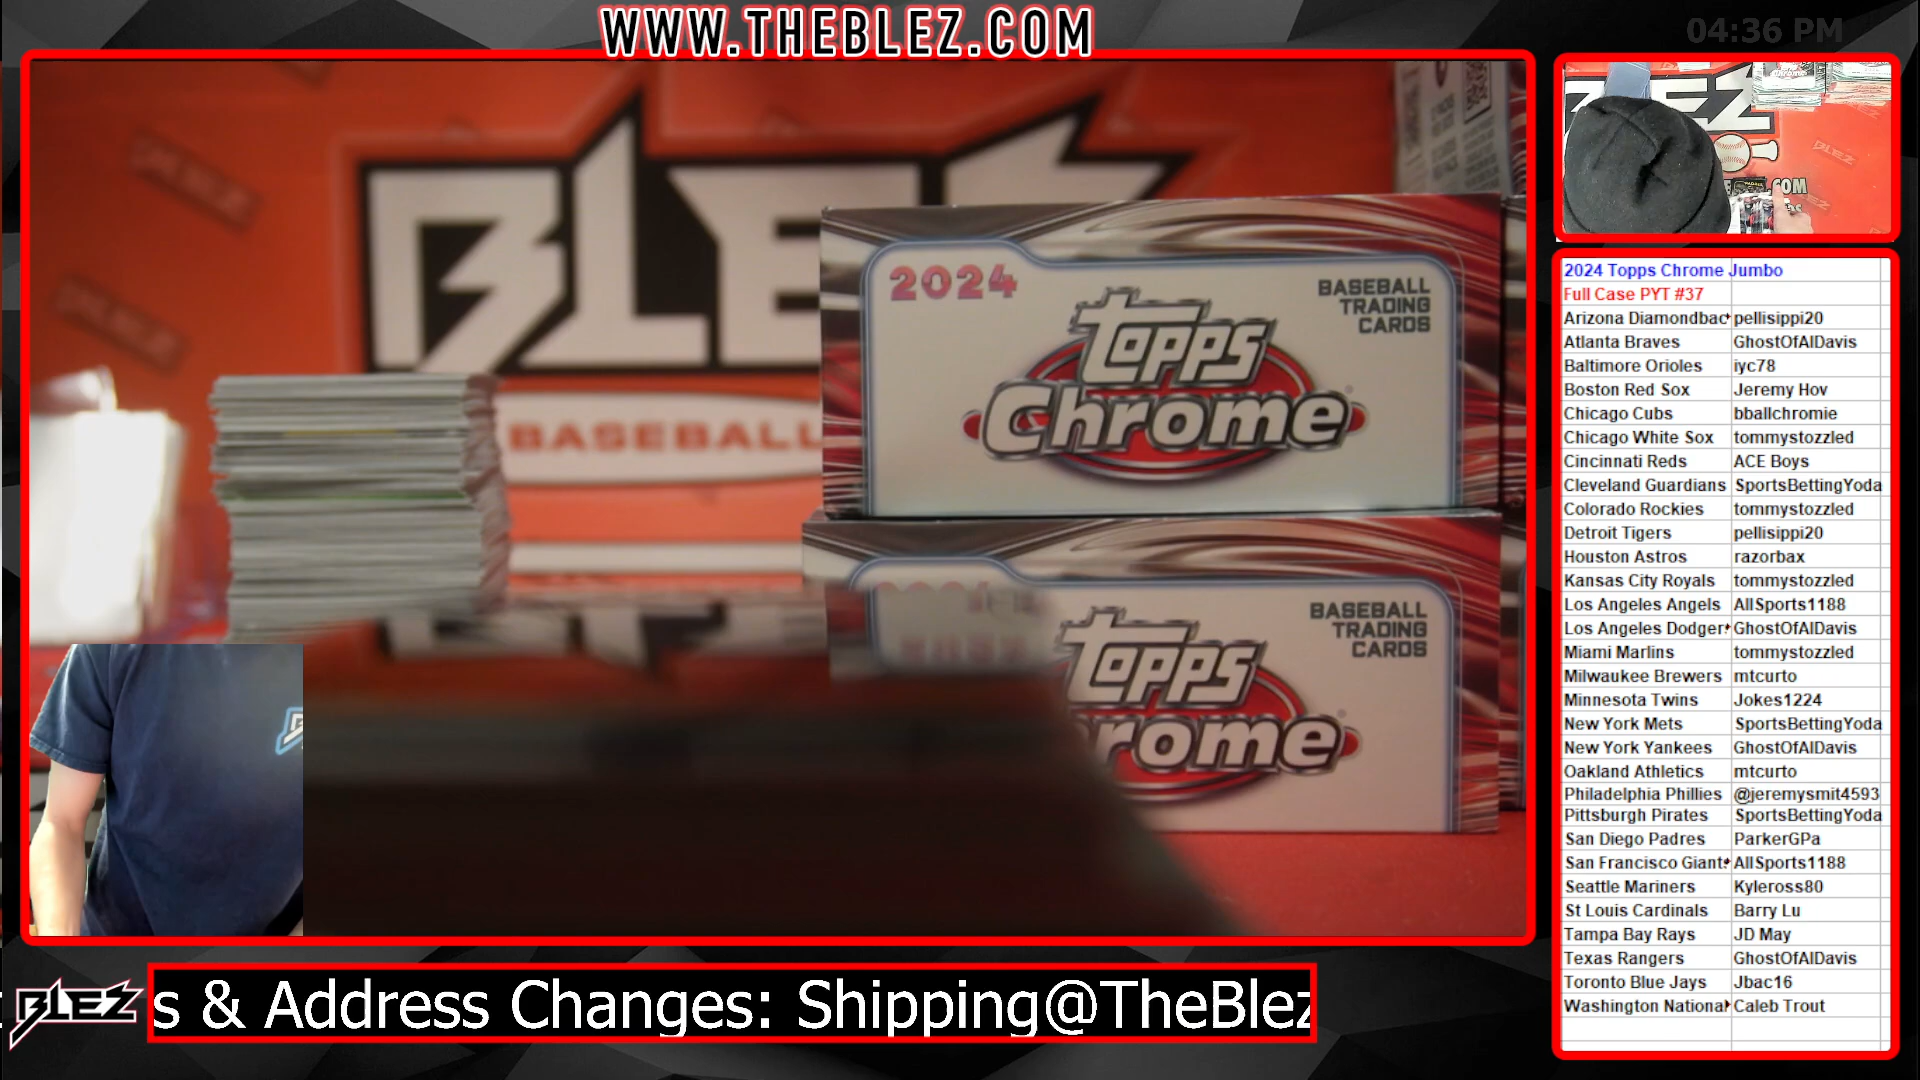 WWW.THEBLEZ.COM
04:36 PM
BLEZ
BASEBALL
2024
BASEBALL
TRADING
CARDS
Topps
Chrome
BASEBALL
TRADING
CARDS
Topps
rome
BLEZ
.COM
BLEZ
2024 Topps Chrome Jumbo
Full Case PYT #37
Arizona Diamondbac pellisippi20
Atlanta Braves GhostOfAlDavis
Baltimore Orioles iyc78
Boston Red Sox Jeremy Hov
Chicago Cubs bballchromie
Chicago White Sox tommystozzled
Cincinnati Reds ACE Boys
Cleveland Guardians SportsBettingYoda
Colorado Rockies tommystozzled
Detroit Tigers pellisippi20
Houston Astros razorbax
Kansas City Royals tommystozzled
Los Angeles Angels AllSports1188
Los Angeles Dodger GhostOfAlDavis
Miami Marlins tommystozzled
Milwaukee Brewers mtcurto
Minnesota Twins Jokes1224
New York Mets SportsBettingYoda
New York Yankees GhostOfAlDavis
Oakland Athletics mtcurto
Philadelphia Phillies @jeremysmit4593
Pittsburgh Pirates SportsBettingYoda
San Diego Padres ParkerGPa
San Francisco Giant AllSports1188
Seattle Mariners Kyleross80
St Louis Cardinals Barry Lu
Tampa Bay Rays JD May
Texas Rangers GhostOfAlDavis
Toronto Blue Jays Jbac16
Washington National Caleb Trout
BLEZ
s & Address Changes: Shipping@TheBlez